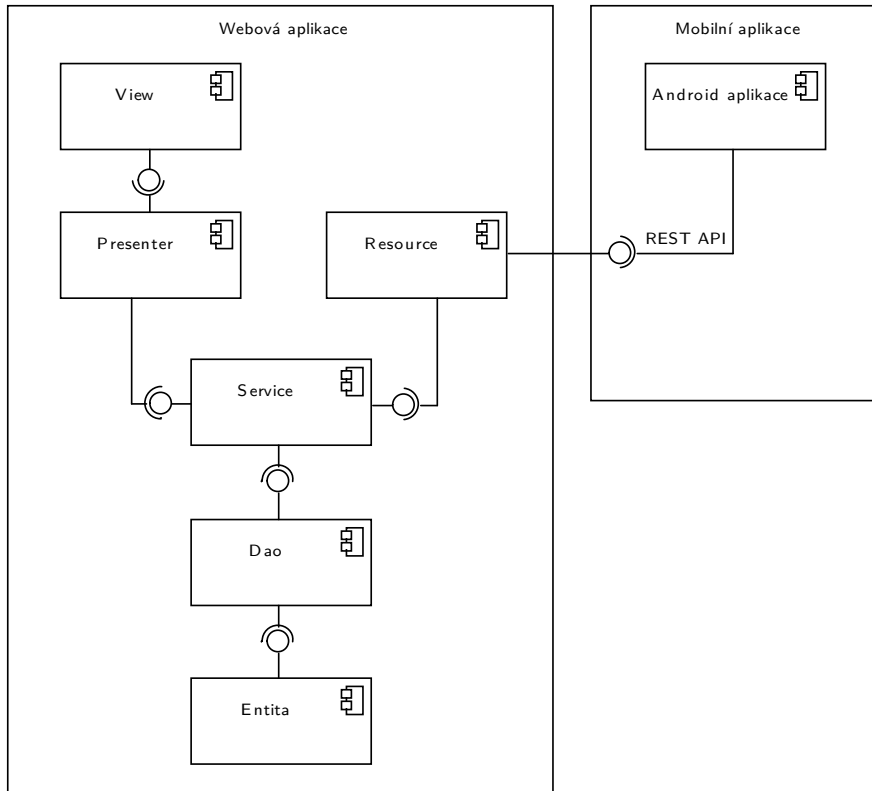 Webová aplikace
Mobilní aplikace
View
Android aplikace
Presenter
Resource
REST API
Service
Dao
Entita